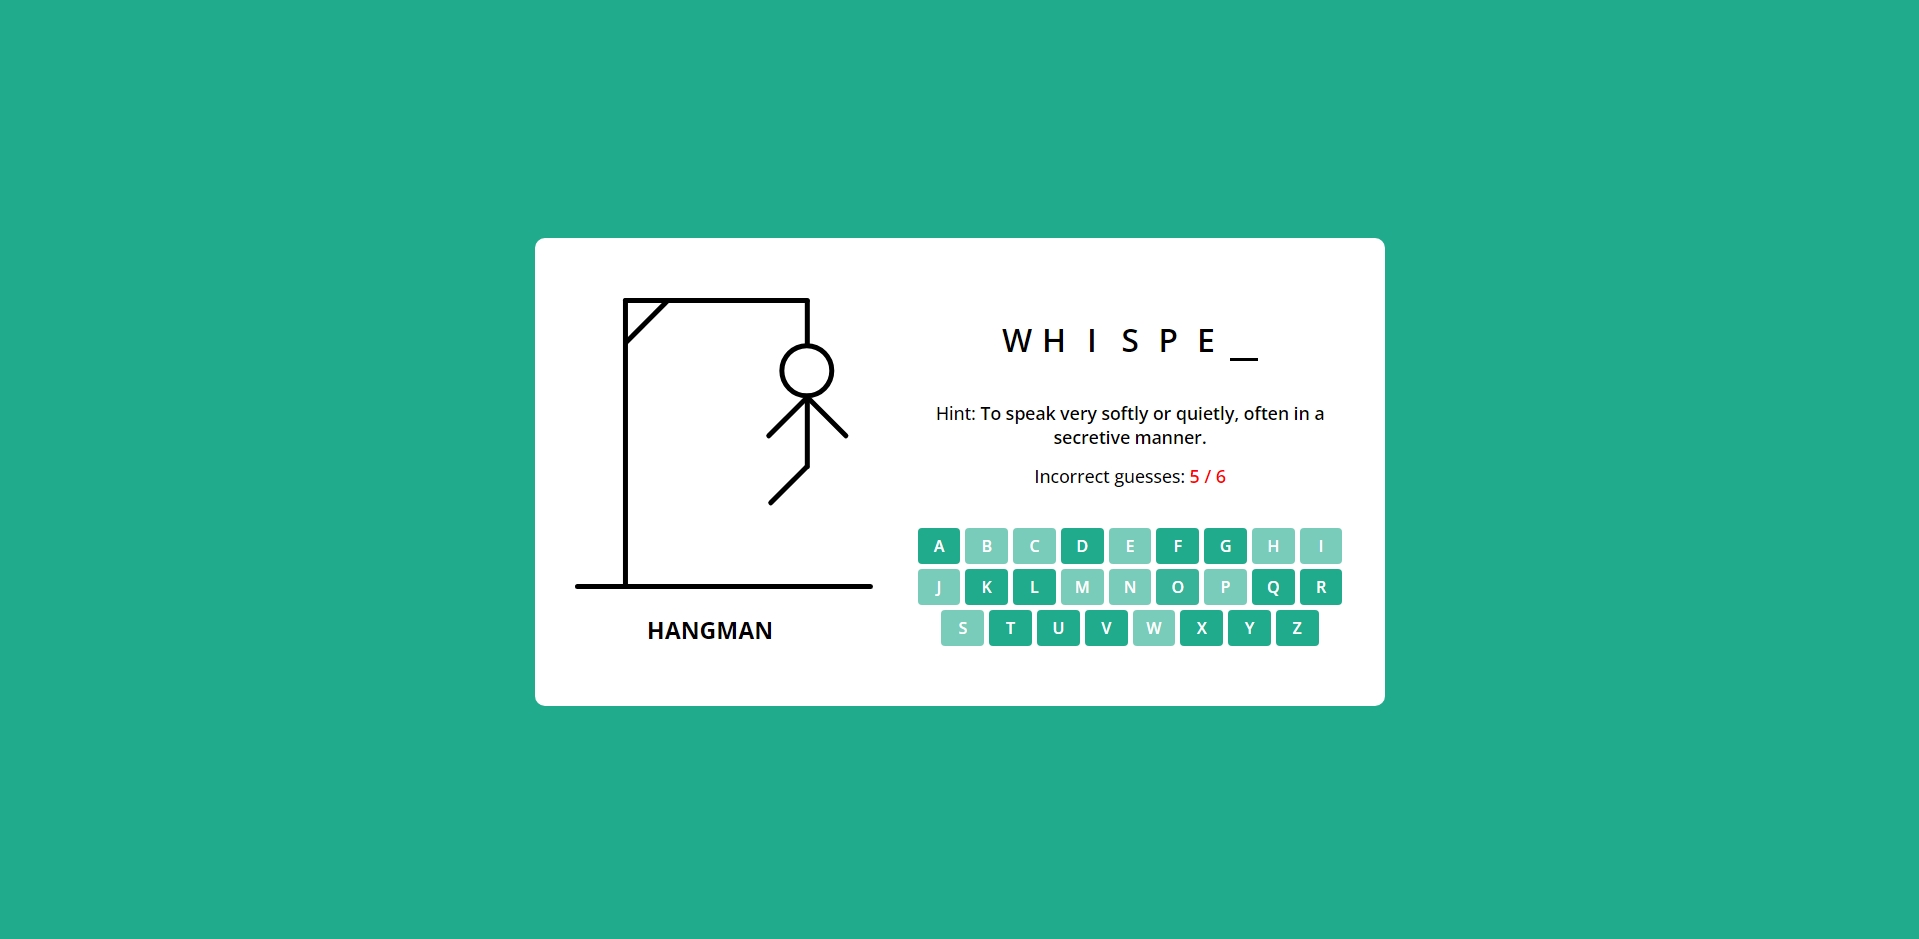 W H I S P E _
Hint: To speak very softly or quietly, often in a
secretive manner.
Incorrect guesses: 5 / 6
A B C D E F G H I
J K L M N O P Q R
S T U V W X Y Z
HANGMAN